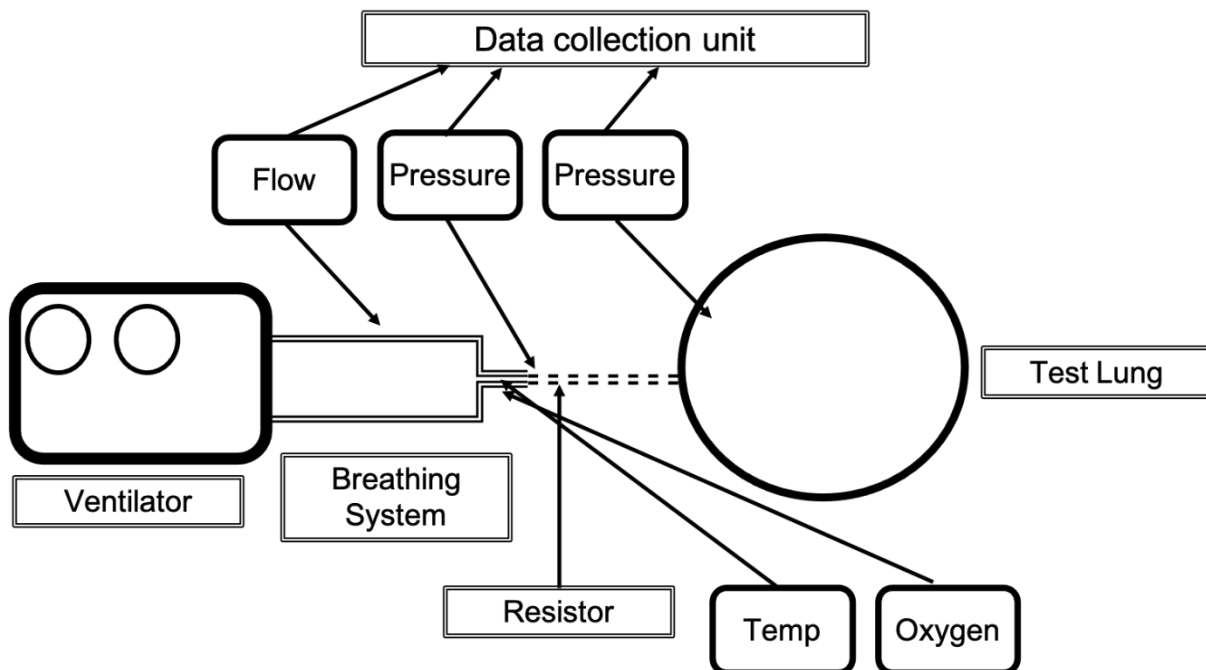 Data collection unit
Flow
Pressure
Pressure
Test Lung
Ventilator
Breathing
System
Resistor
Temp
Oxygen